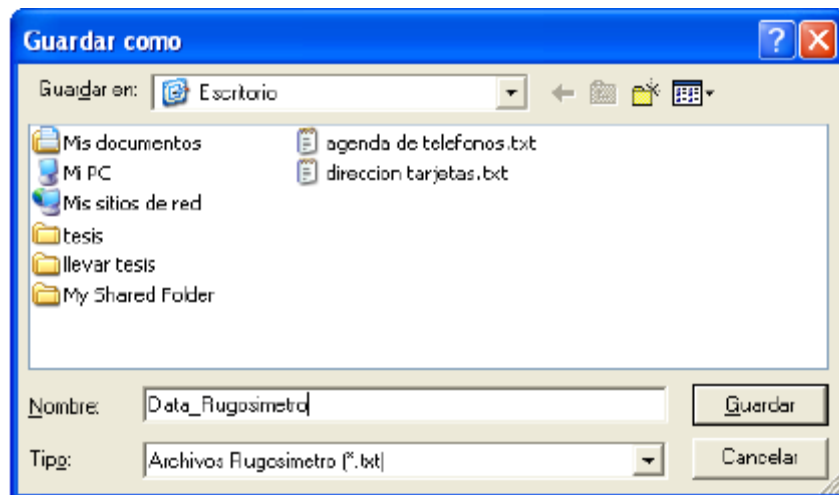 Guardar como
Guardar en: Escritorio
Mis documentos
Mi PC
Mis sitios de red
tesis
llevar tesis
My Shared Folder
agenda de telefonos.txt
direccion tarjetas.txt
Nombre: Data_Rugosimetro
Guardar
Tipo: Archivos Rugosimetro (*.txt)
Cancelar